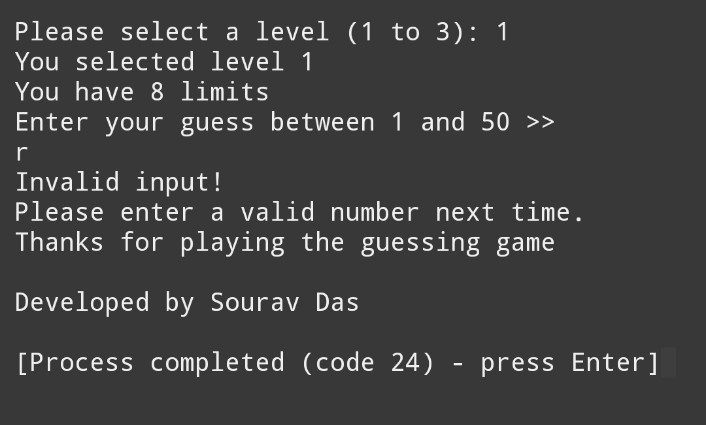 Please select a level (1 to 3): 1
You selected level 1
You have 8 limits
Enter your guess between 1 and 50 >>
r
Invalid input!
Please enter a valid number next time.
Thanks for playing the guessing game
Developed by Sourav Das
[Process completed (code 24) - press Enter]